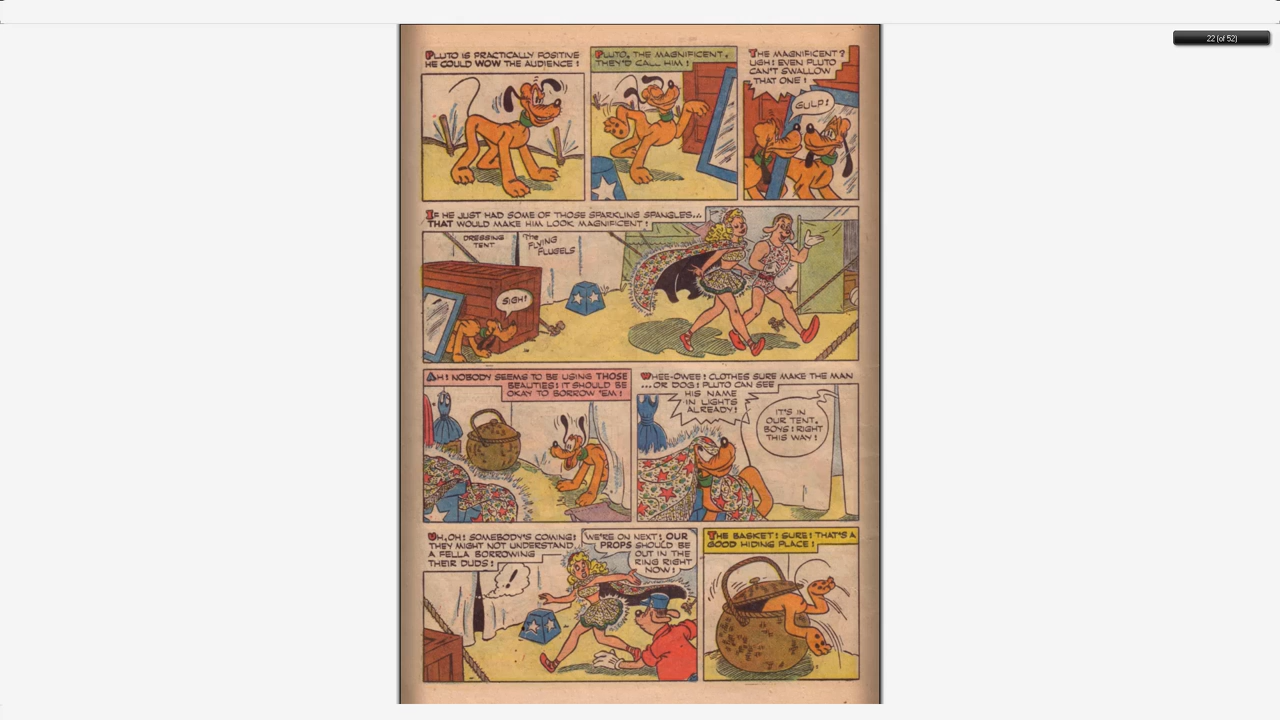 22 (of 52)
PLUTO IS PRACTICALLY POSITIVE
HE COULD WOW THE AUDIENCE!
PLUTO, THE MAGNIFICENT,
THEY'D CALL HIM!
THE MAGNIFICENT?
UGH! EVEN PLUTO
CAN'T SWALLOW
THAT ONE!
GULP!
IF HE JUST HAD SOME OF THOSE SPARKLING SPANGLES...
THAT WOULD MAKE HIM LOOK MAGNIFICENT!
DRESSING
TENT
The
FLYING
FLUGELS
SIGH!
AH! NOBODY SEEMS TO BE USING THOSE
BEAUTIES! IT SHOULD BE
OKAY TO BORROW 'EM!
WHEE-OWEE! CLOTHES SURE MAKE THE MAN
...OR DOG! PLUTO CAN SEE
HIS NAME
IN LIGHTS
ALREADY!
IT'S IN
OUR TENT,
BOYS! RIGHT
THIS WAY!
UH, OH! SOMEBODY'S COMING!
THEY MIGHT NOT UNDERSTAND
A FELLA BORROWING
THEIR DUDS!
!
WE'RE ON NEXT! OUR
PROPS SHOULD BE
OUT IN THE
RING RIGHT
NOW!
THE BASKET! SURE! THAT'S A
GOOD HIDING PLACE!